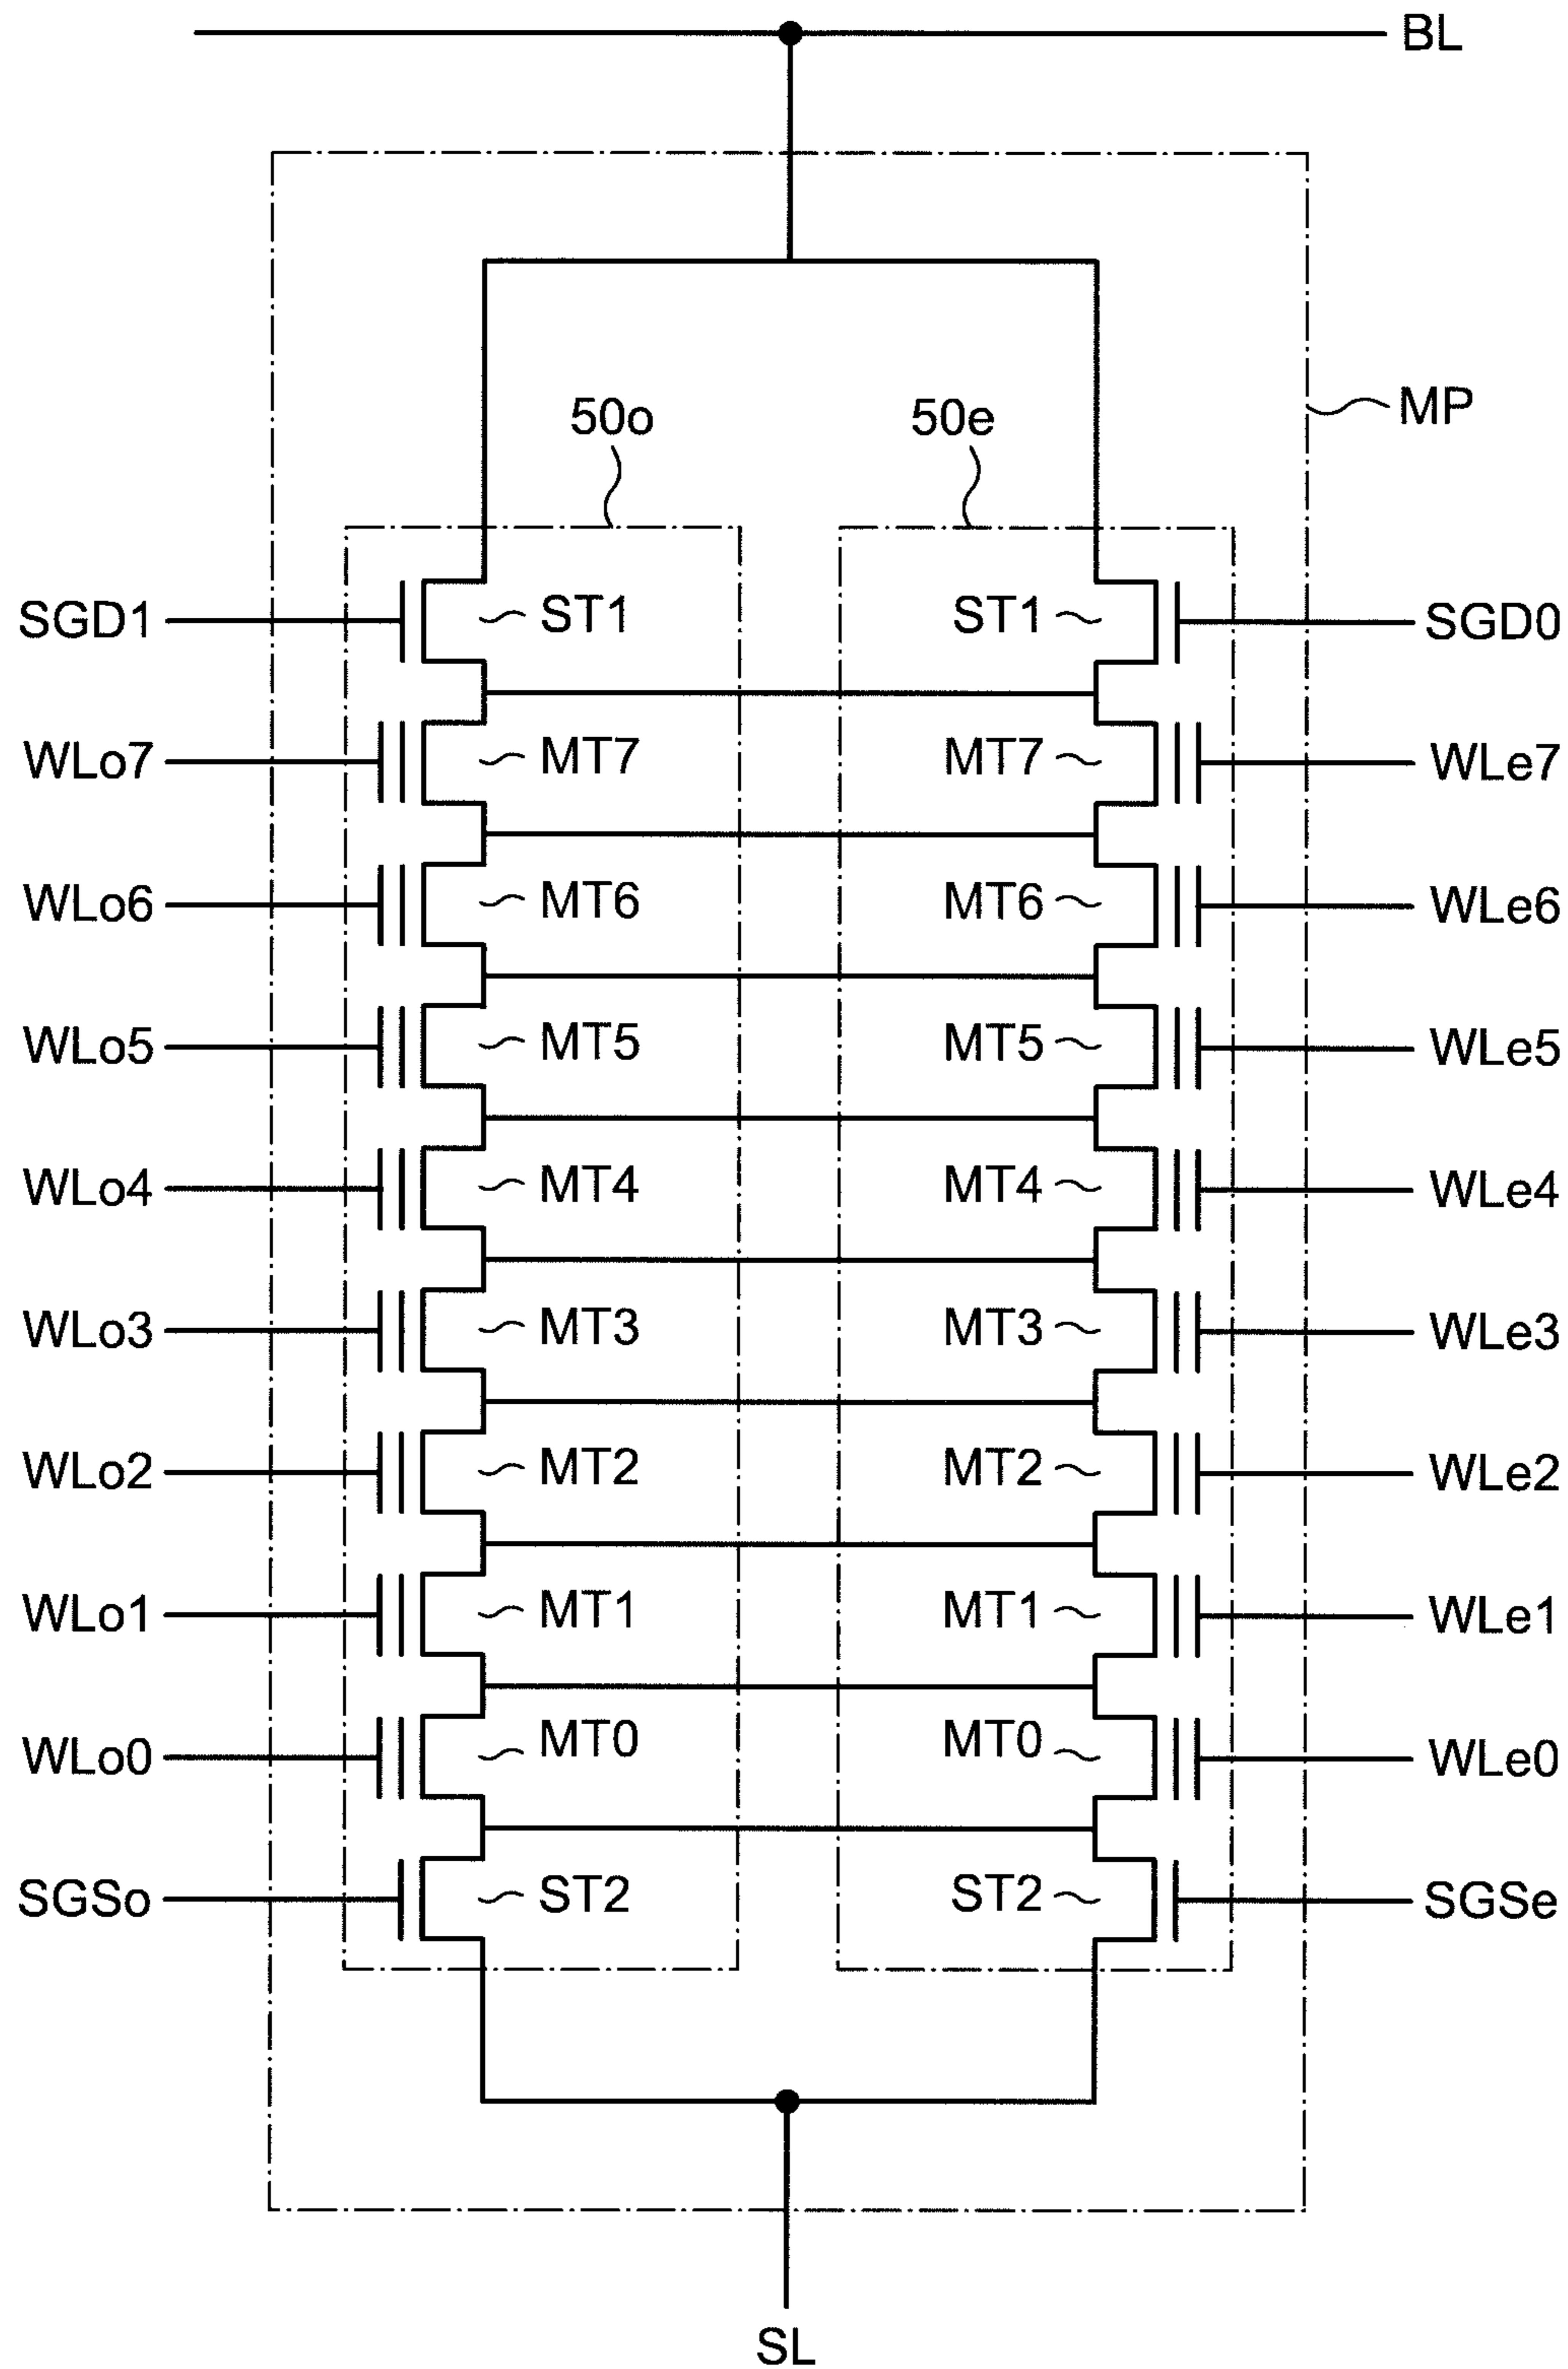 BL
MP
50o 50e
SGD1 ST1 ST1 SGD0
WLo7 MT7 MT7 WLe7
WLo6 MT6 MT6 WLe6
WLo5 MT5 MT5 WLe5
WLo4 MT4 MT4 WLe4
WLo3 MT3 MT3 WLe3
WLo2 MT2 MT2 WLe2
WLo1 MT1 MT1 WLe1
WLo0 MT0 MT0 WLe0
SGSo ST2 ST2 SGSe
SL